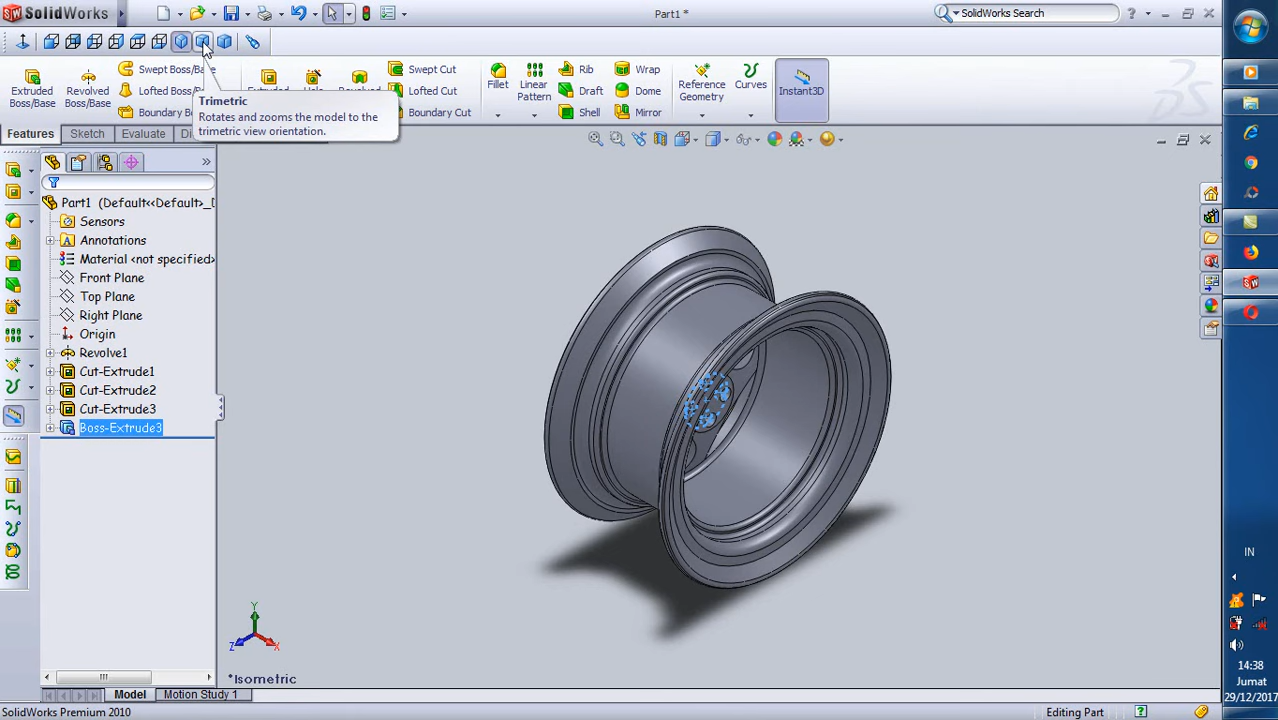 SolidWorks
Part1 *
SolidWorks Search
Extruded Boss/Base
Revolved Boss/Base
Swept Boss/Base
Lofted Boss/Base
Boundary
Extruded
Swept Cut
Lofted Cut
Boundary Cut
Fillet
Linear Pattern
Rib
Draft
Shell
Wrap
Dome
Mirror
Reference Geometry
Curves
Instant3D
Trimetric
Rotates and zooms the model to the
trimetric view orientation.
Features
Sketch
Evaluate
Part1 (Default<<Default>_
Sensors
Annotations
Material <not specified>
Front Plane
Top Plane
Right Plane
Origin
Revolve1
Cut-Extrude1
Cut-Extrude2
Cut-Extrude3
Boss-Extrude3
Y
Z
X
*Isometric
Model
Motion Study 1
SolidWorks Premium 2010
Editing Part
IN
14:38
Jumat
29/12/2017